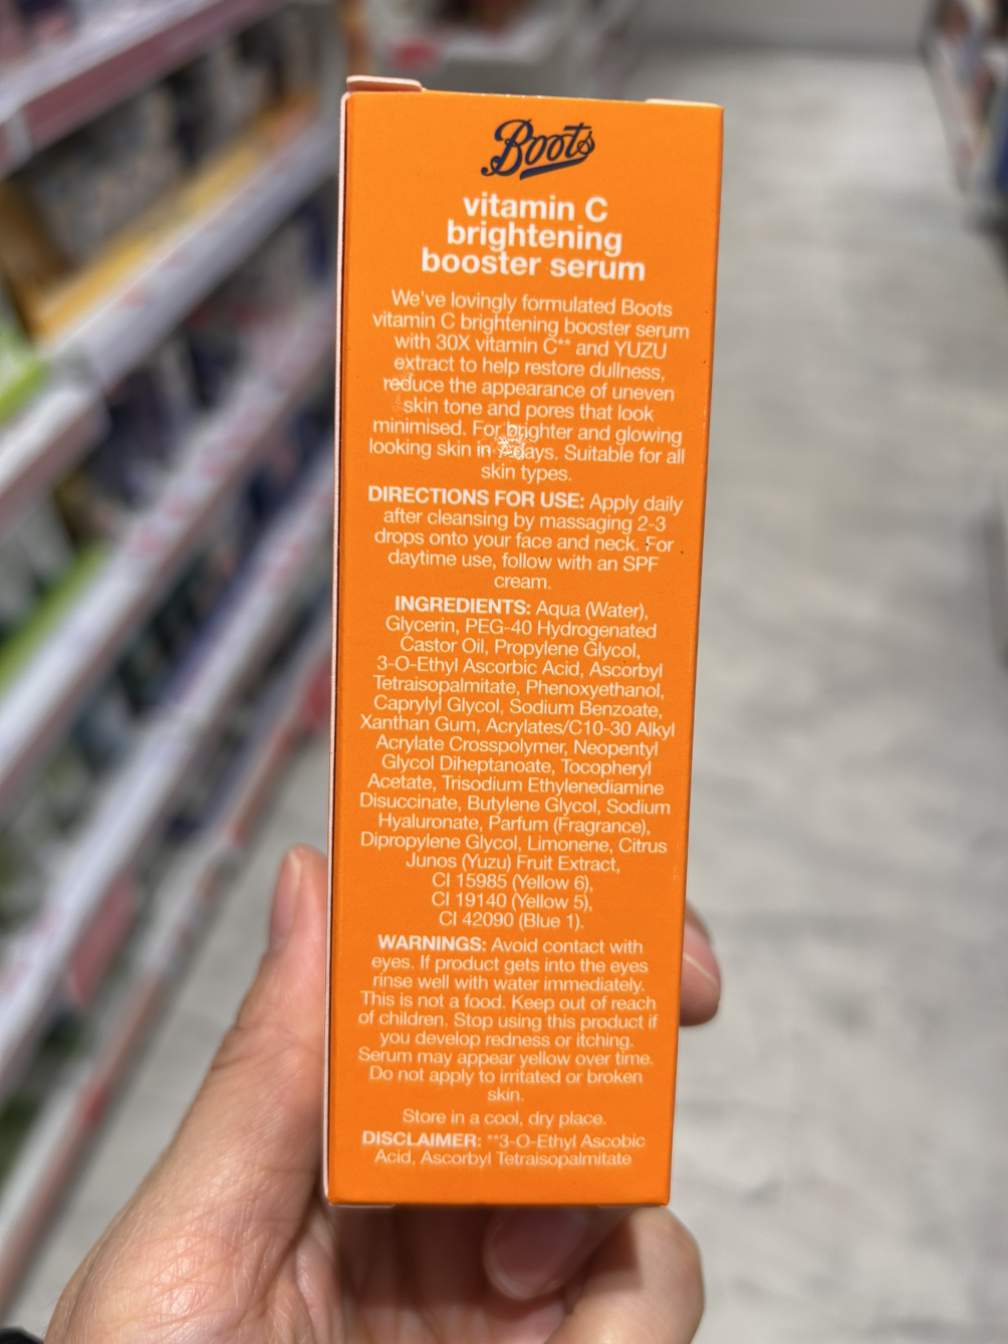 Boots
vitamin C
brightening
booster serum
We've lovingly formulated Boots
vitamin C brightening booster serum
with 30X vitamin C** and YUZU
extract to help restore dullness,
reduce the appearance of uneven
skin tone and pores that look
minimised. For brighter and glowing
looking skin in days. Suitable for all
skin types.
DIRECTIONS FOR USE: Apply daily
after cleansing by massaging 2-3
drops onto your face and neck. For
daytime use, follow with an SPF
cream.
INGREDIENTS: Aqua (Water),
Glycerin, PEG-40 Hydrogenated
Castor Oil, Propylene Glycol,
3-O-Ethyl Ascorbic Acid, Ascorbyl
Tetraisopalmitate, Phenoxyethanol,
Caprylyl Glycol, Sodium Benzoate,
Xanthan Gum, Acrylates/C10-30 Alkyl
Acrylate Crosspolymer, Neopentyl
Glycol Diheptanoate, Tocopheryl
Acetate, Trisodium Ethylenediamine
Disuccinate, Butylene Glycol, Sodium
Hyaluronate, Parfum (Fragrance),
Dipropylene Glycol, Limonene, Citrus
Junos (Yuzu) Fruit Extract,
CI 15985 (Yellow 6),
CI 19140 (Yellow 5),
CI 42090 (Blue 1).
WARNINGS: Avoid contact with
eyes. If product gets into the eyes
rinse well with water immediately.
This is not a food. Keep out of reach
of children. Stop using this product if
you develop redness or itching.
Serum may appear yellow over time.
Do not apply to irritated or broken
skin.
Store in a cool, dry place.
DISCLAIMER: **3-O-Ethyl Ascobic
Acid, Ascorbyl Tetraisopalmitate